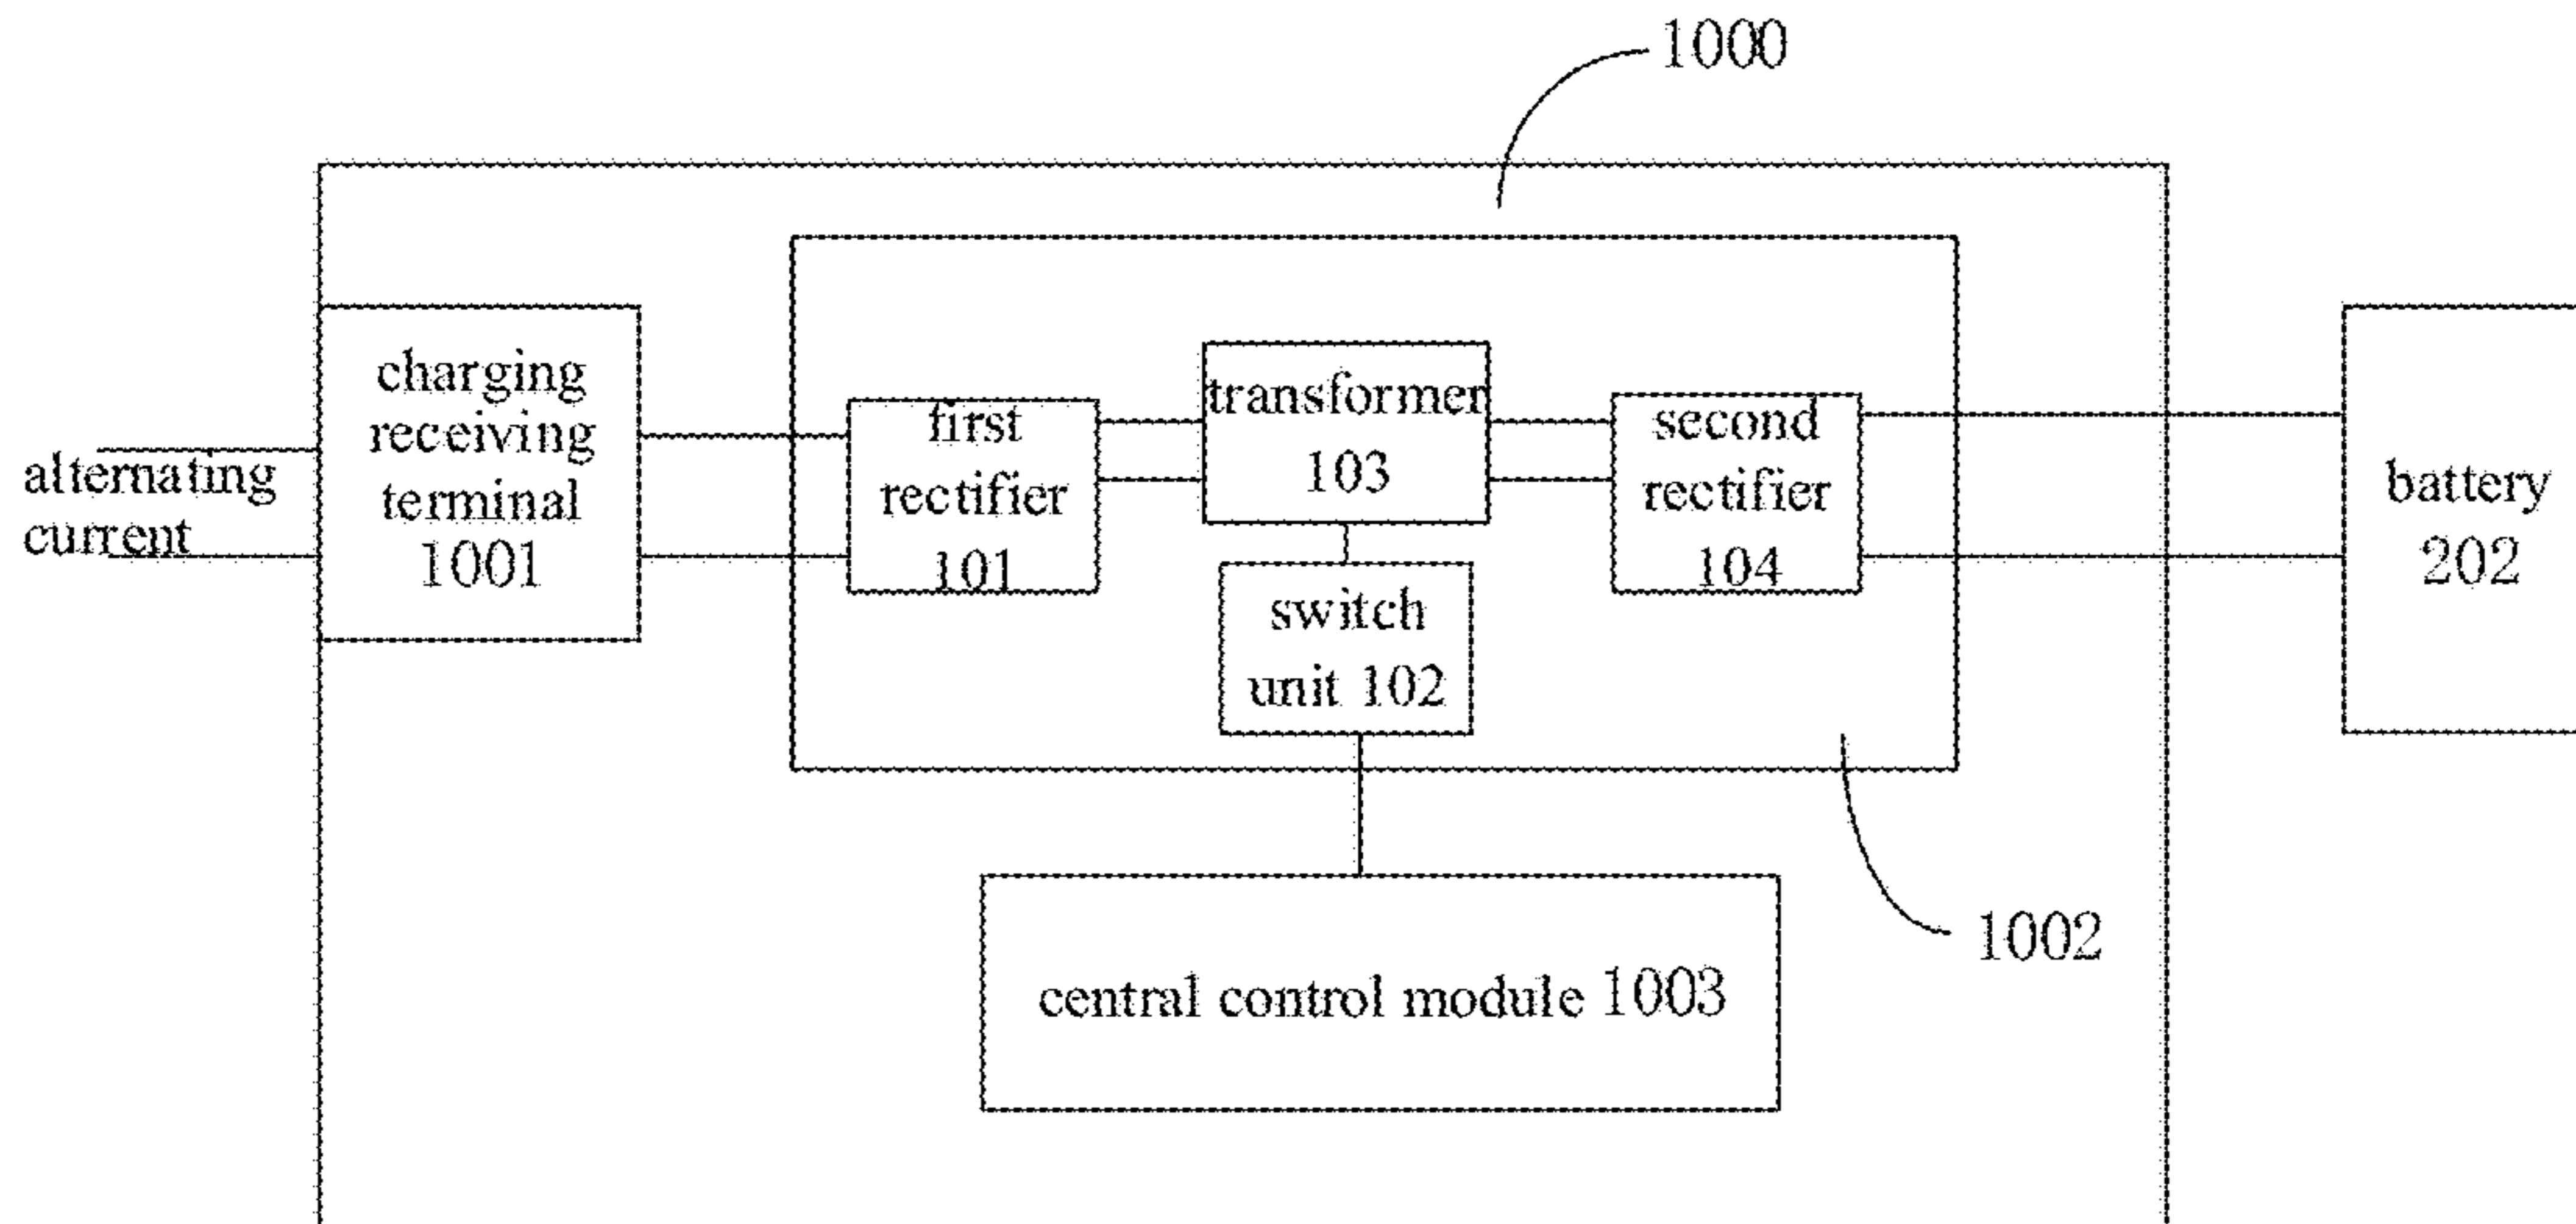 1000
alternating
current
charging
receiving
terminal
1001
first
rectifier
101
transformer
103
switch
unit 102
second
rectifier
104
battery
202
1002
central control module 1003